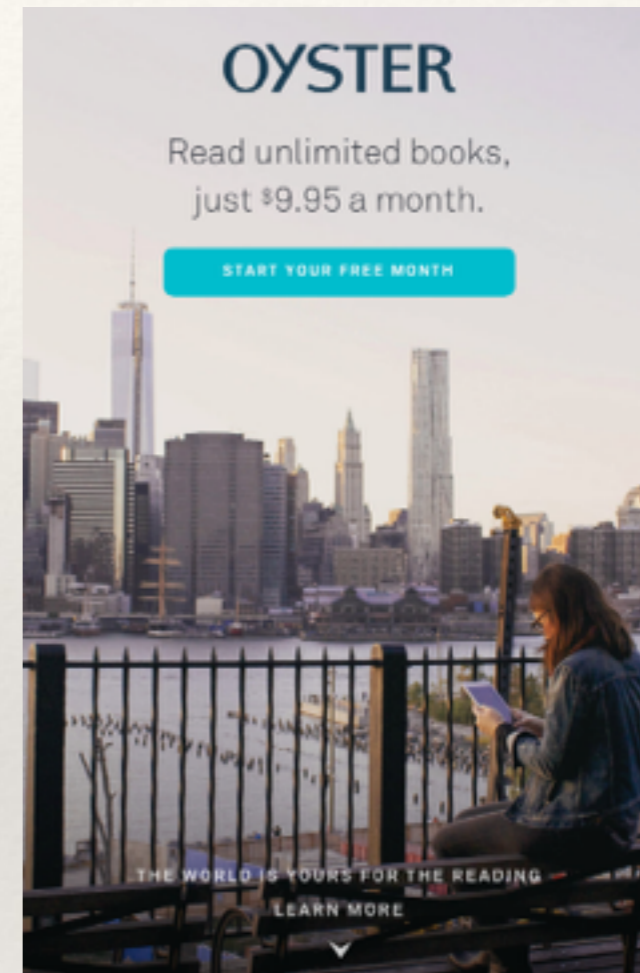 OYSTER
Read unlimited books,
just $9.95 a month.
START YOUR FREE MONTH
THE WORLD IS YOURS FOR THE READING
LEARN MORE